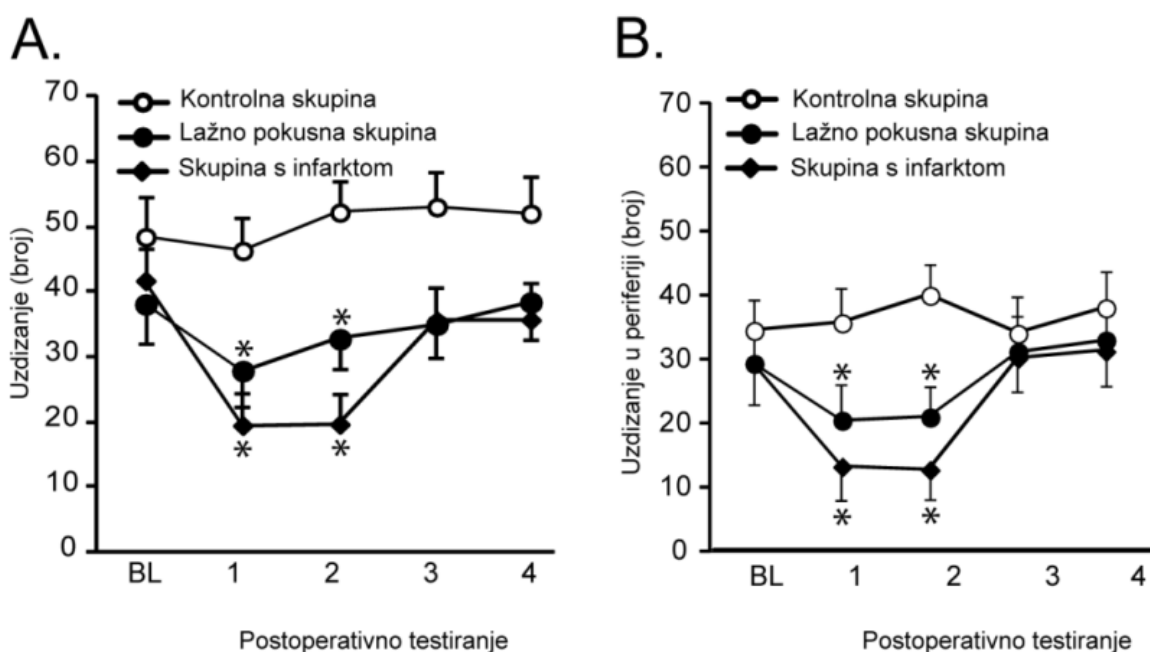 A.
70
60
50
40
30
20
10
0
Uzdizanje (broj)
Kontrolna skupina
Lažno pokusna skupina
Skupina s infarktom
*
*
*
*
BL 1 2 3 4
Postoperativno testiranje
B.
70
60
50
40
30
20
10
0
Uzdizanje u periferiji (broj)
Kontrolna skupina
Lažno pokusna skupina
Skupina s infarktom
*
*
*
*
BL 1 2 3 4
Postoperativno testiranje